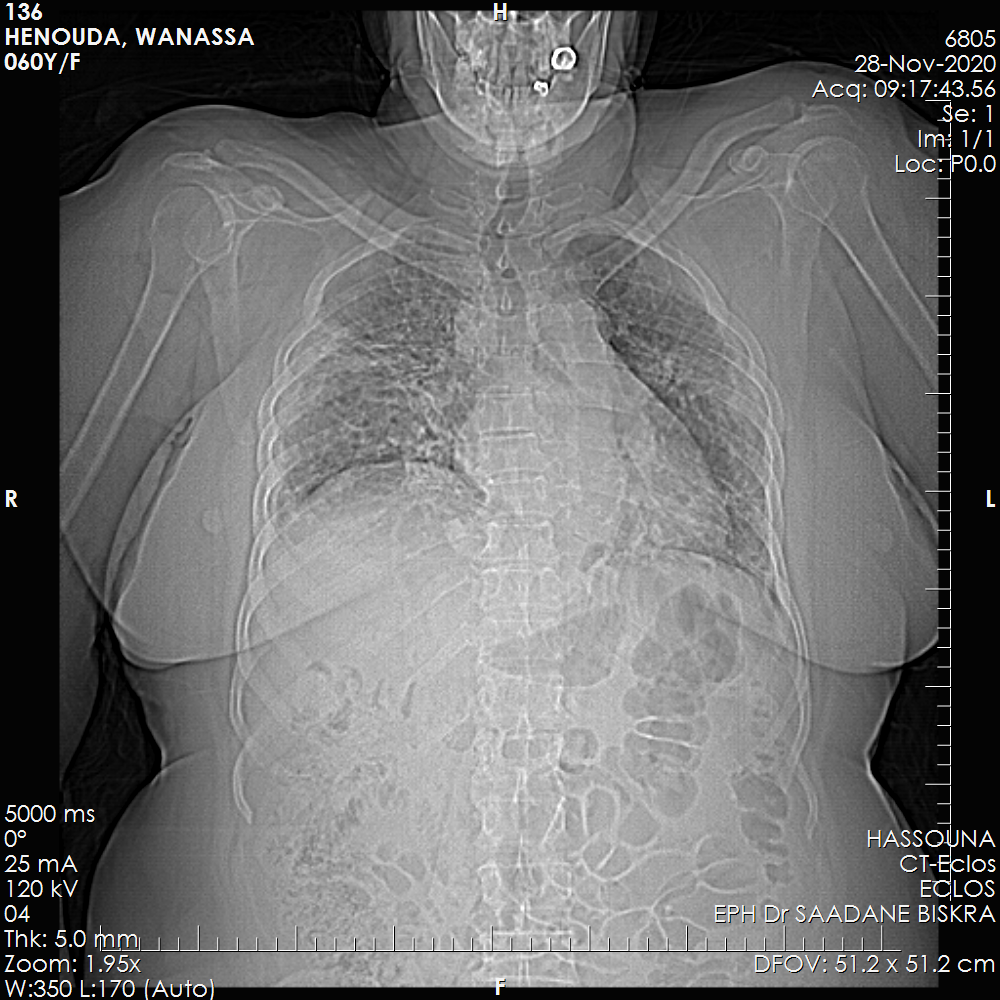 136
HENOUDA, WANASSA
060Y/F
H
6805
28-Nov-2020
Acq: 09:17:43.56
Se: 1
Im: 1/1
Loc: P0.0
R
L
5000 ms
0°
25 mA
120 kV
04
Thk: 5.0 mm
Zoom: 1.95x
W:350 L:170 (Auto)
F
HASSOUNA
CT-Eclos
ECLOS
EPH Dr SAADANE BISKRA
DFOV: 51.2 x 51.2 cm